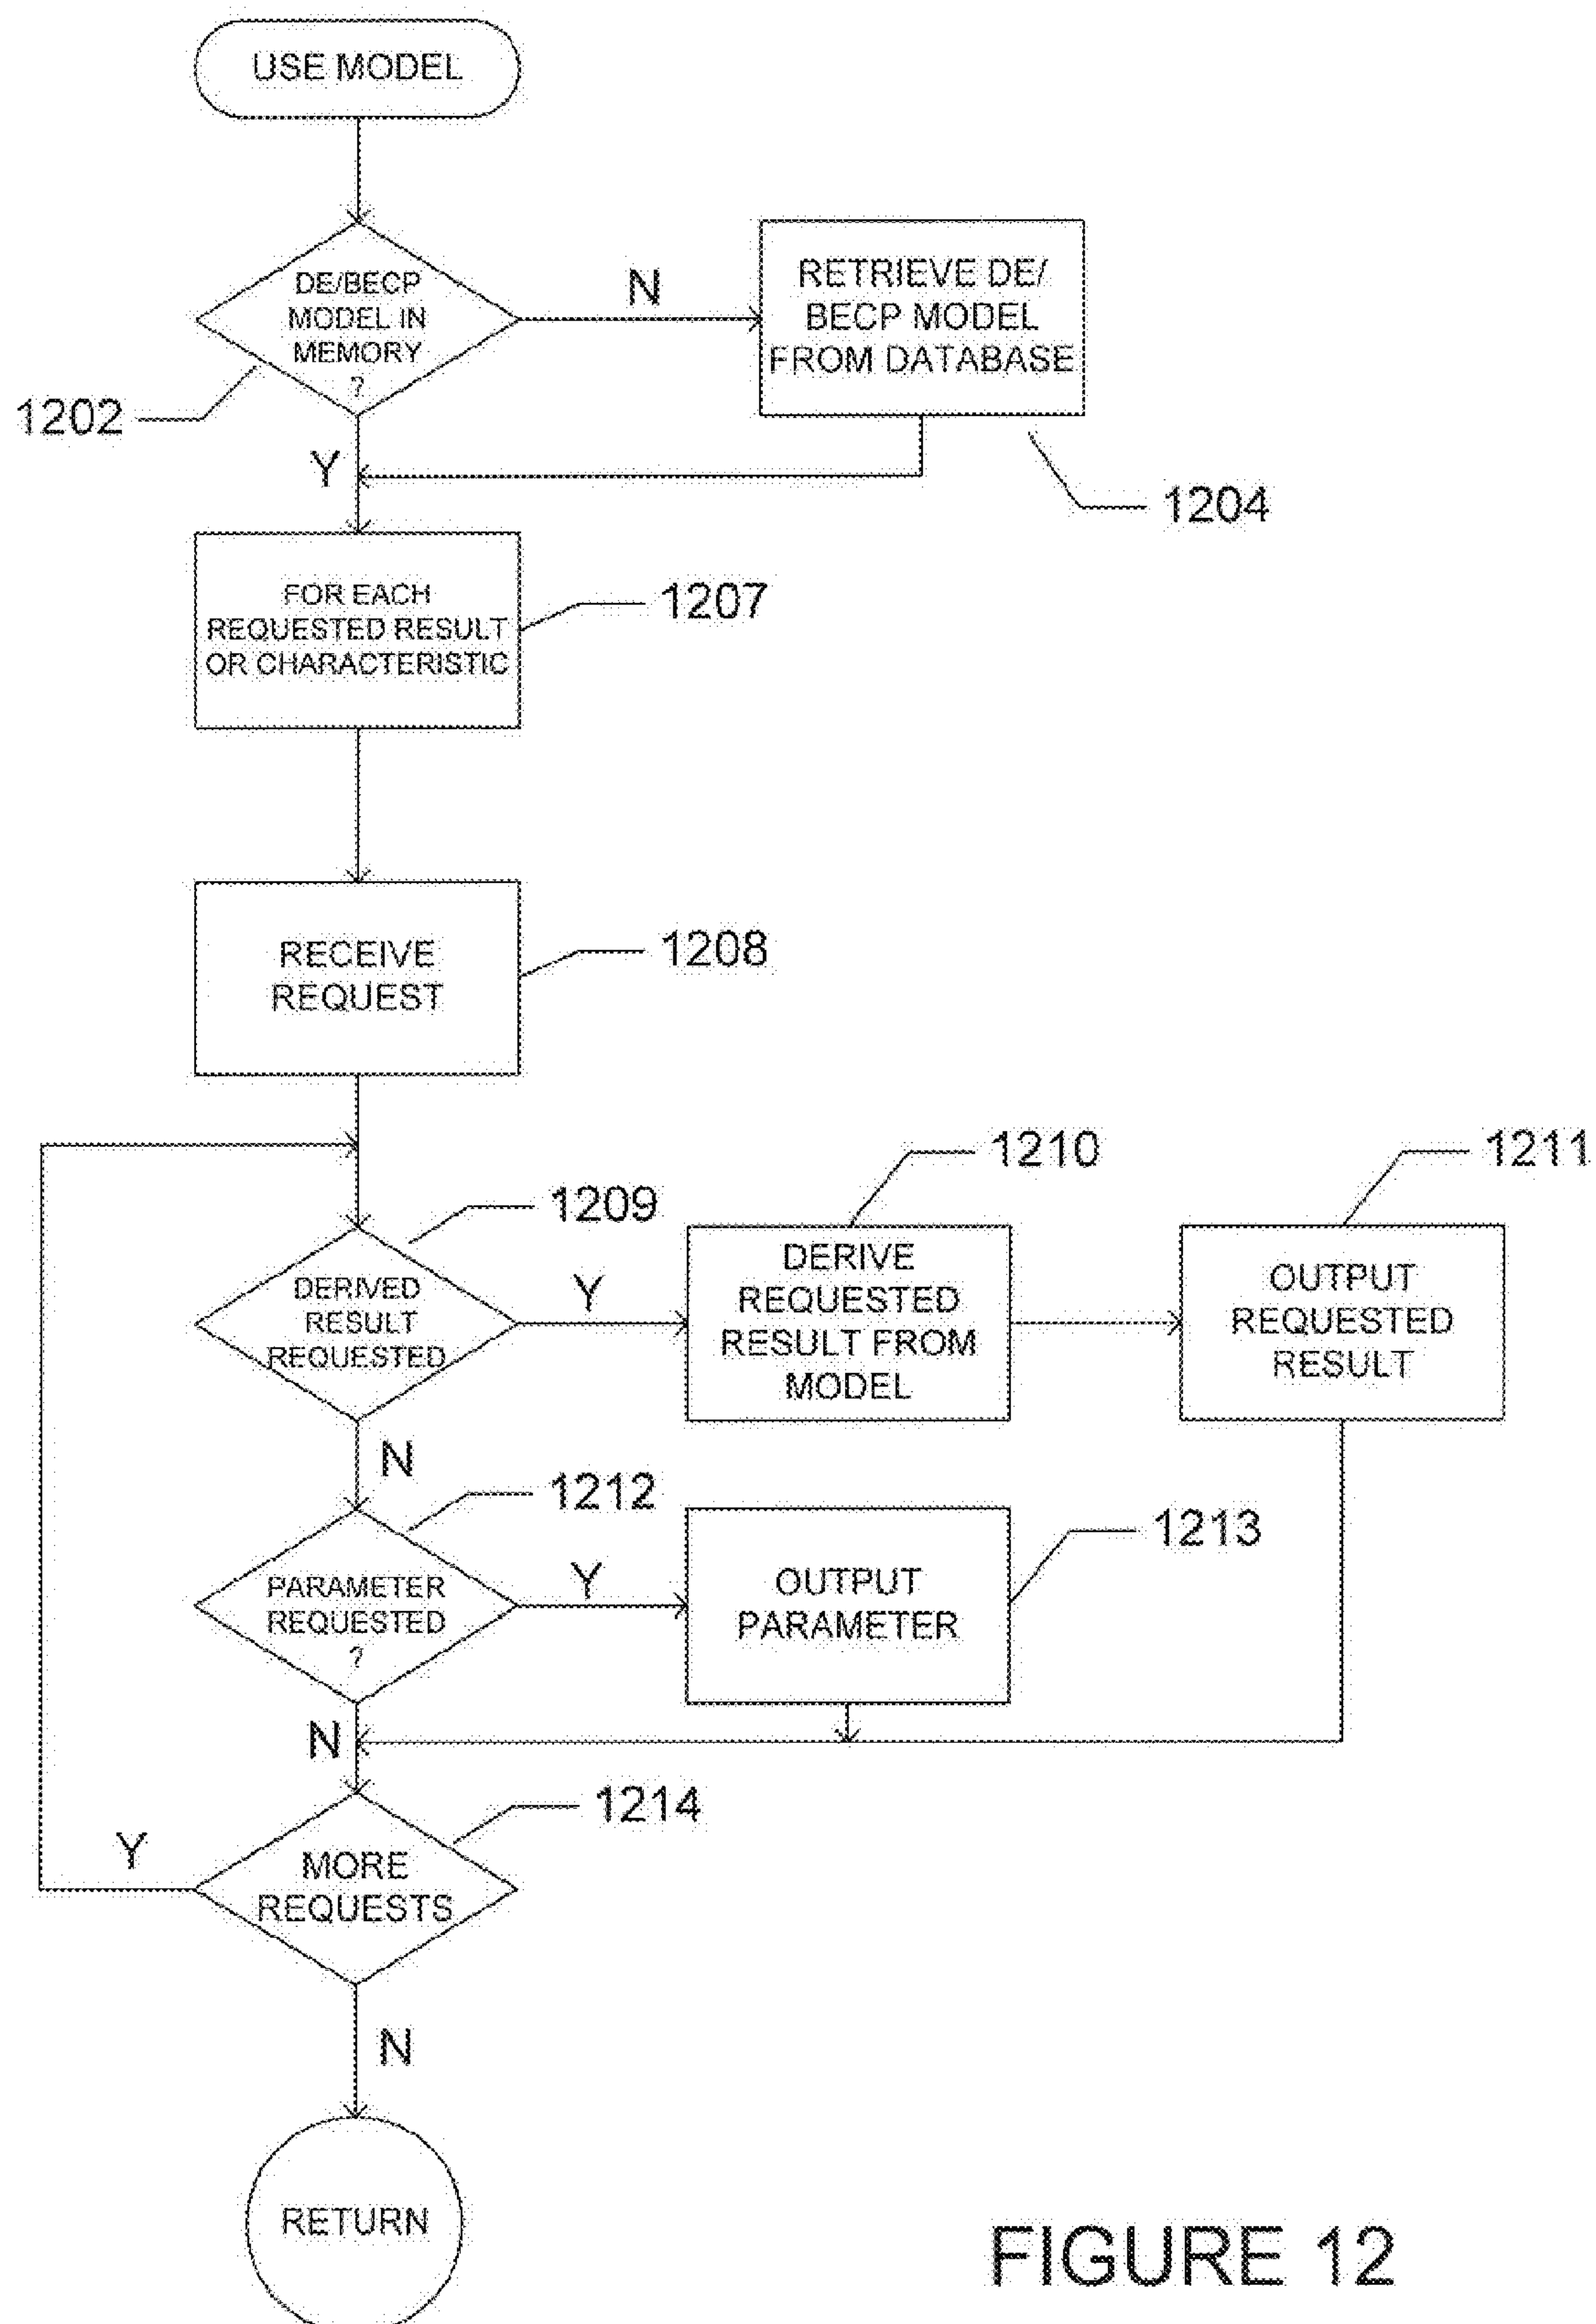 USE MODEL
DE/BECP
MODEL IN
MEMORY
?
N
RETRIEVE DE/
BECP MODEL
FROM DATABASE
1202
Y
1204
FOR EACH
REQUESTED RESULT
OR CHARACTERISTIC
1207
RECEIVE
REQUEST
1208
1209
DERIVED
RESULT
REQUESTED
Y
1210
DERIVE
REQUESTED
RESULT FROM
MODEL
1211
OUTPUT
REQUESTED
RESULT
N
1212
PARAMETER
REQUESTED
?
Y
OUTPUT
PARAMETER
1213
N
1214
MORE
REQUESTS
Y
N
RETURN
FIGURE 12